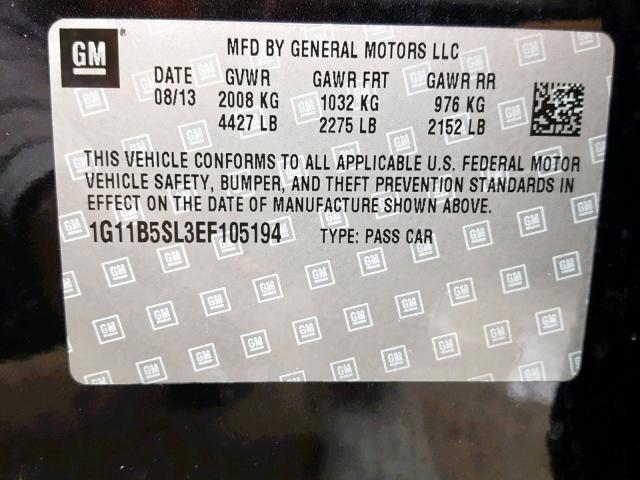 GM ®
MFD BY GENERAL MOTORS LLC
DATE GVWR GAWR FRT GAWR RR
08/13 2008 KG 1032 KG 976 KG
4427 LB 2275 LB 2152 LB
THIS VEHICLE CONFORMS TO ALL APPLICABLE U.S. FEDERAL MOTOR
VEHICLE SAFETY, BUMPER, AND THEFT PREVENTION STANDARDS IN
EFFECT ON THE DATE OF MANUFACTURE SHOWN ABOVE.
1G11B5SL3EF105194 TYPE: PASS CAR